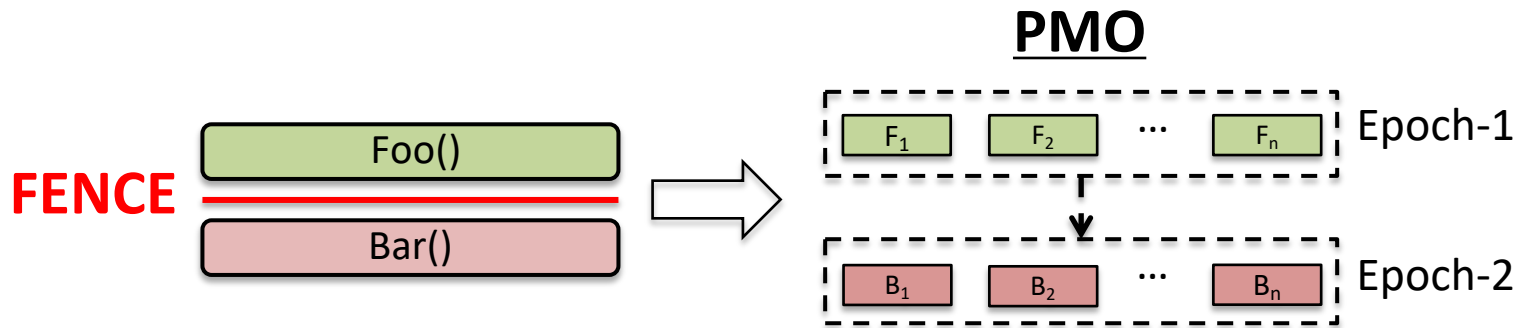 PMO
Foo()
FENCE
Bar()
F₁ F₂ ... Fₙ Epoch-1
B₁ B₂ ... Bₙ Epoch-2